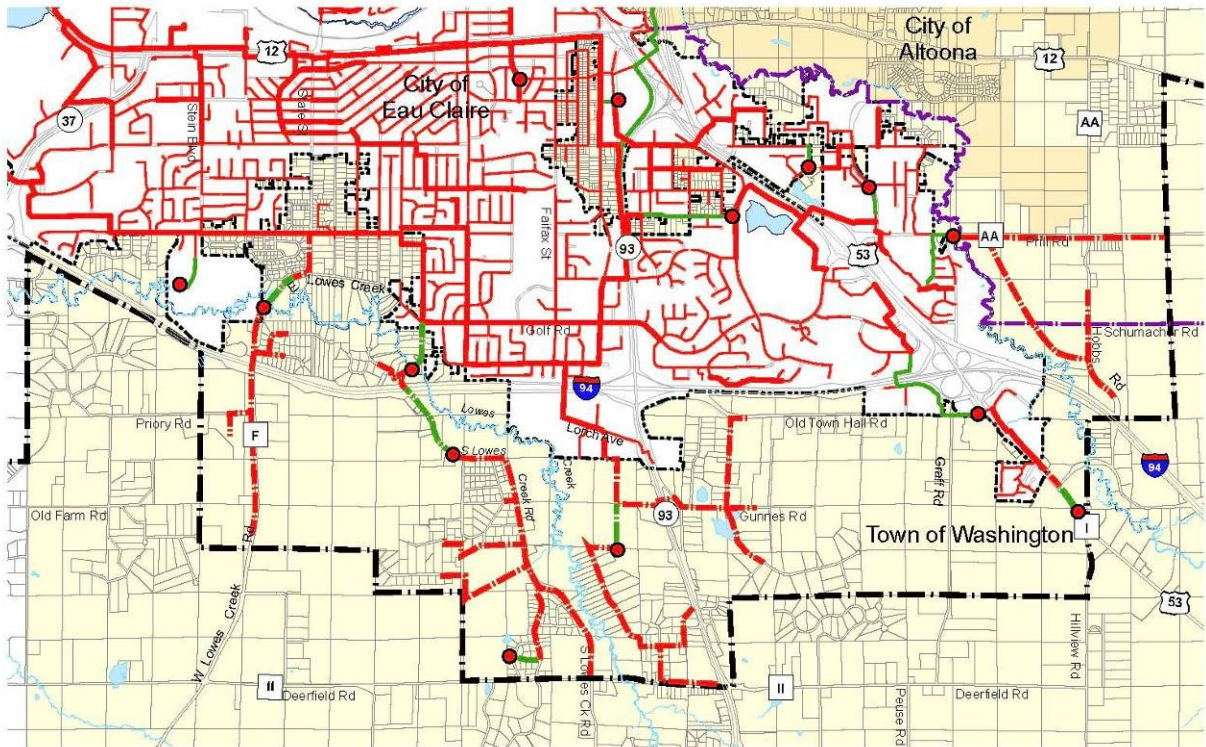 City of
Altoona
12
12
City of
Eau Claire
State St
Stein Blvd
37
AA
Fairfax St
93
53
AA
Phil Rd
E Lowes Creek
Golf Rd
Schumacher Rd
Hobbs
Rd
94
Lowes
Creek
Lorch Ave
Old Town Hall Rd
Priory Rd
F
S Lowes
Creek Rd
Graff Rd
94
Old Farm Rd
93
Gunnes Rd
Town of Washington
I
53
W Lowes Creek Rd
Hillview Rd
II
Deerfield Rd
S Lowes Ck Rd
II
Peuse Rd
Deerfield Rd